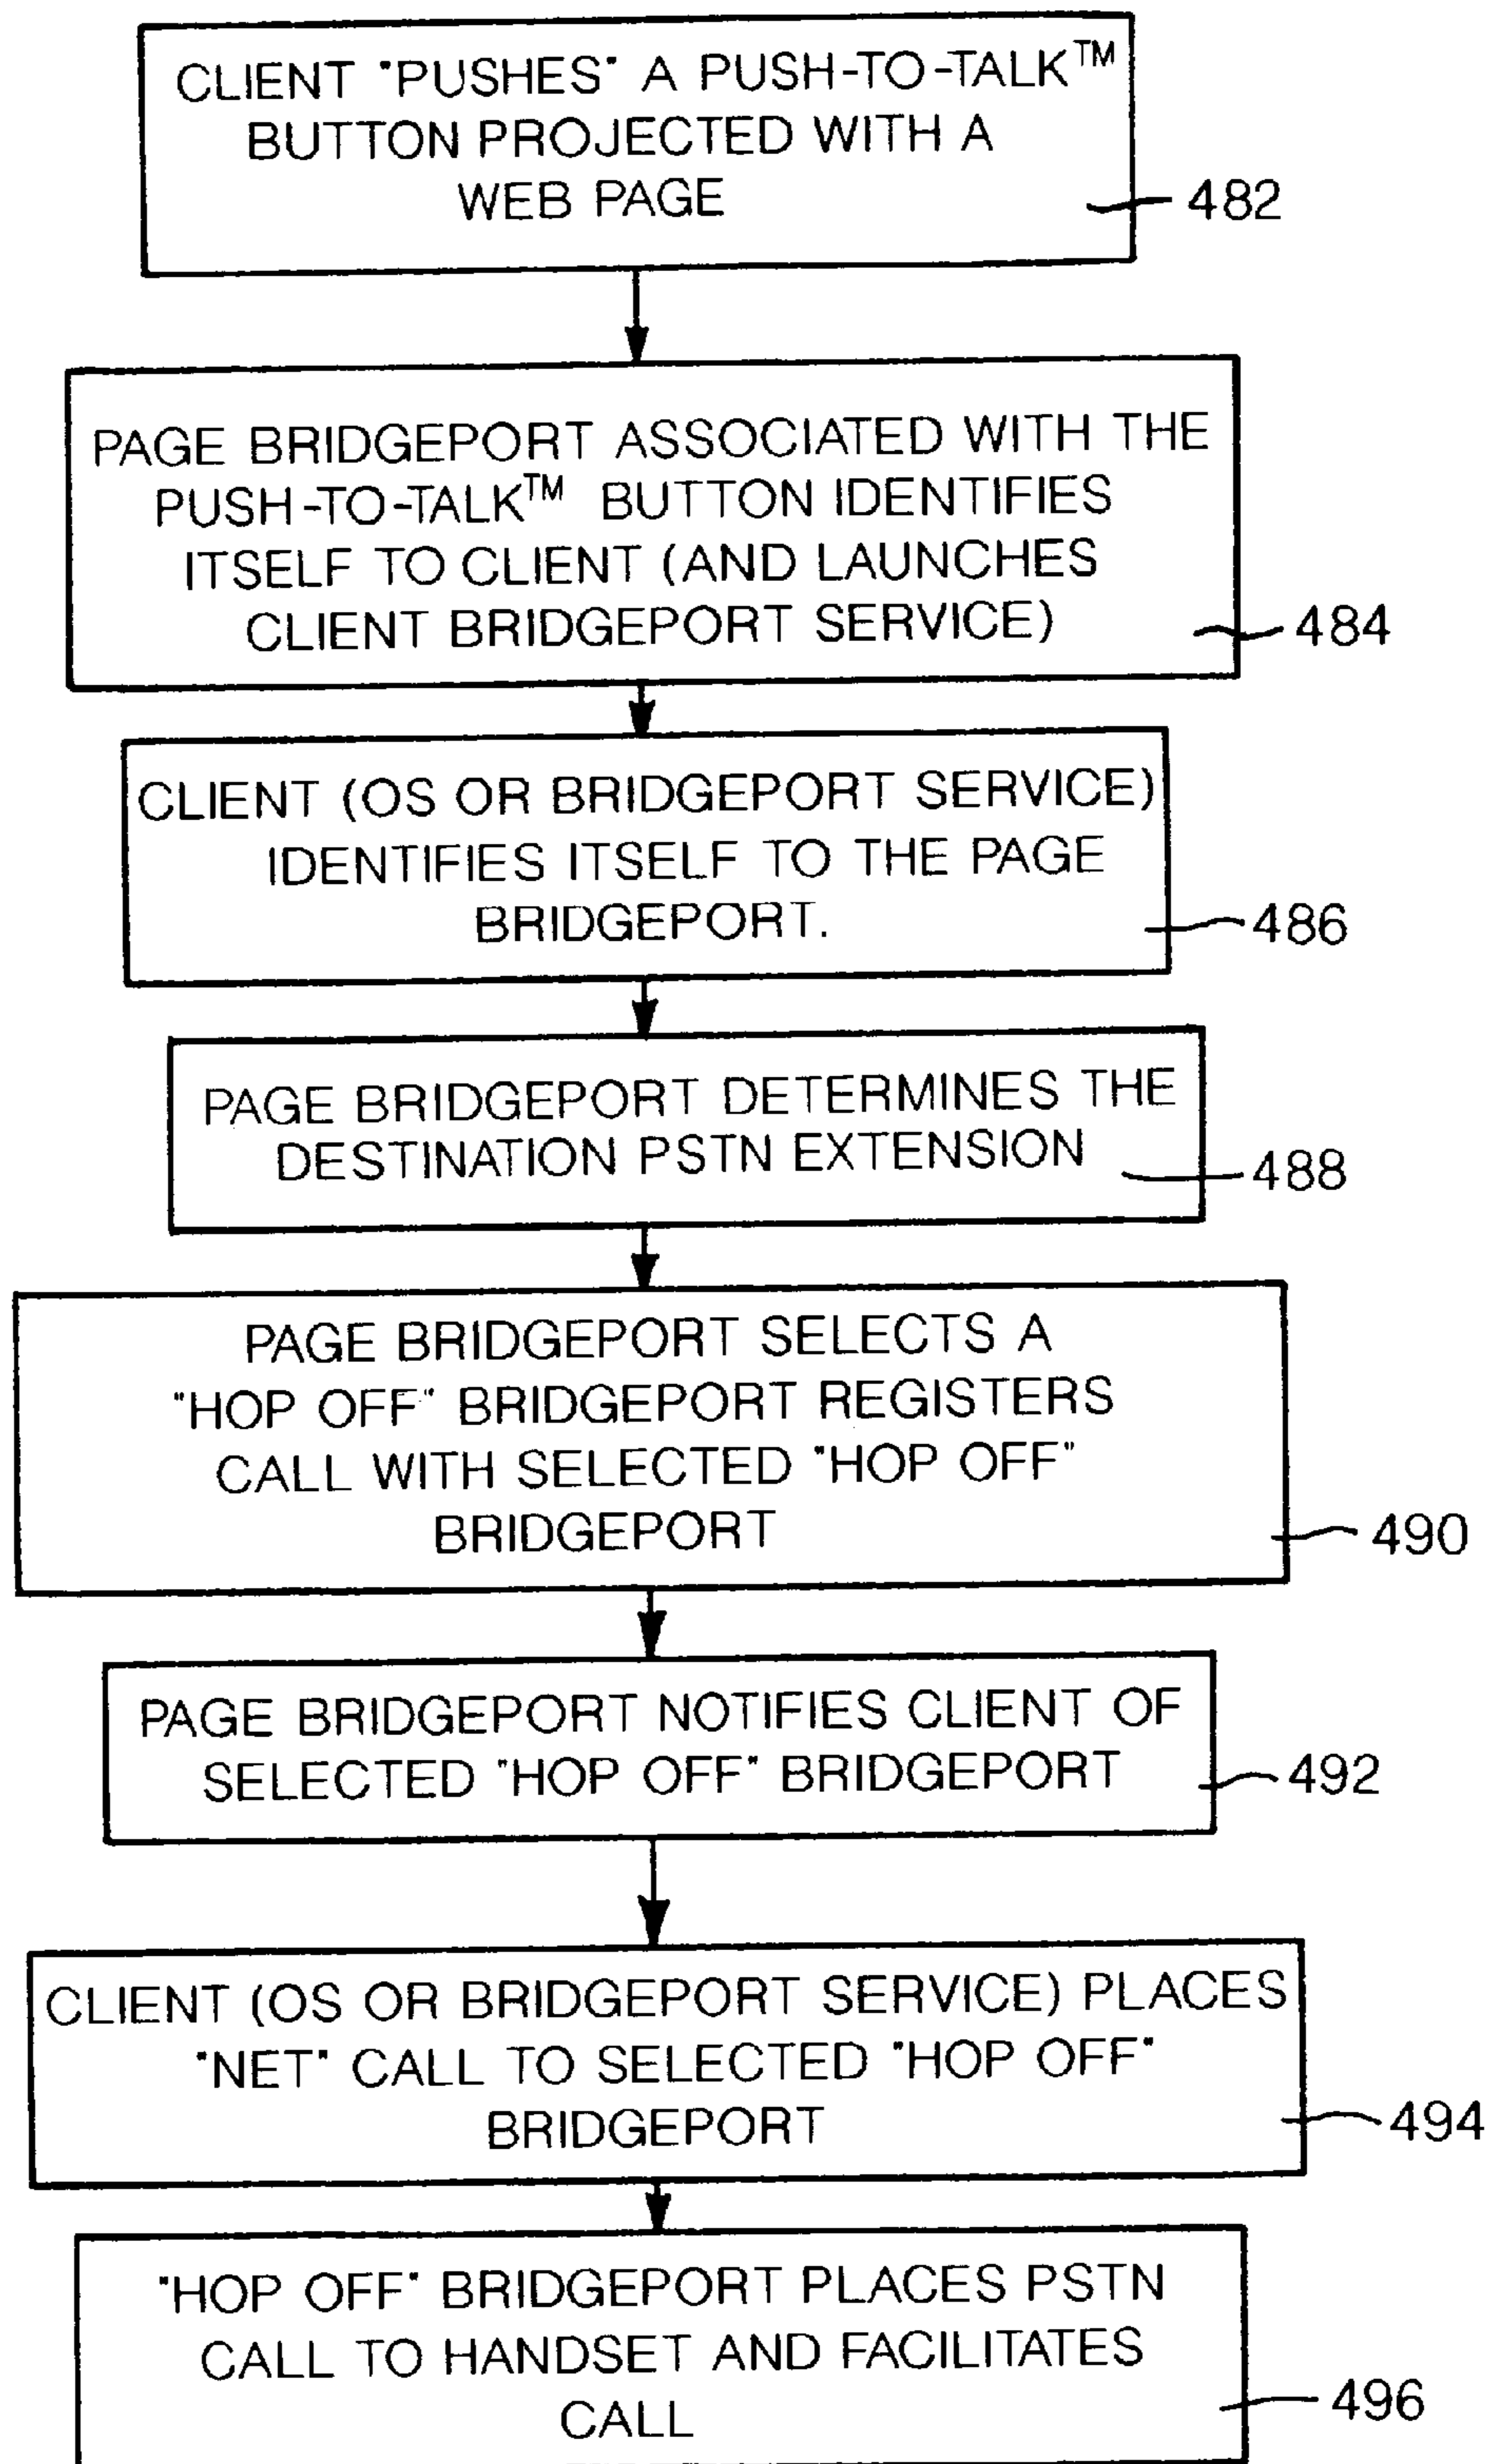 CLIENT "PUSHES" A PUSH-TO-TALK™
BUTTON PROJECTED WITH A
WEB PAGE
482
PAGE BRIDGEPORT ASSOCIATED WITH THE
PUSH-TO-TALK™ BUTTON IDENTIFIES
ITSELF TO CLIENT (AND LAUNCHES
CLIENT BRIDGEPORT SERVICE)
484
CLIENT (OS OR BRIDGEPORT SERVICE)
IDENTIFIES ITSELF TO THE PAGE
BRIDGEPORT.
486
PAGE BRIDGEPORT DETERMINES THE
DESTINATION PSTN EXTENSION
488
PAGE BRIDGEPORT SELECTS A
"HOP OFF" BRIDGEPORT REGISTERS
CALL WITH SELECTED "HOP OFF"
BRIDGEPORT
490
PAGE BRIDGEPORT NOTIFIES CLIENT OF
SELECTED "HOP OFF" BRIDGEPORT
492
CLIENT (OS OR BRIDGEPORT SERVICE) PLACES
"NET" CALL TO SELECTED "HOP OFF"
BRIDGEPORT
494
"HOP OFF" BRIDGEPORT PLACES PSTN
CALL TO HANDSET AND FACILITATES
CALL
496